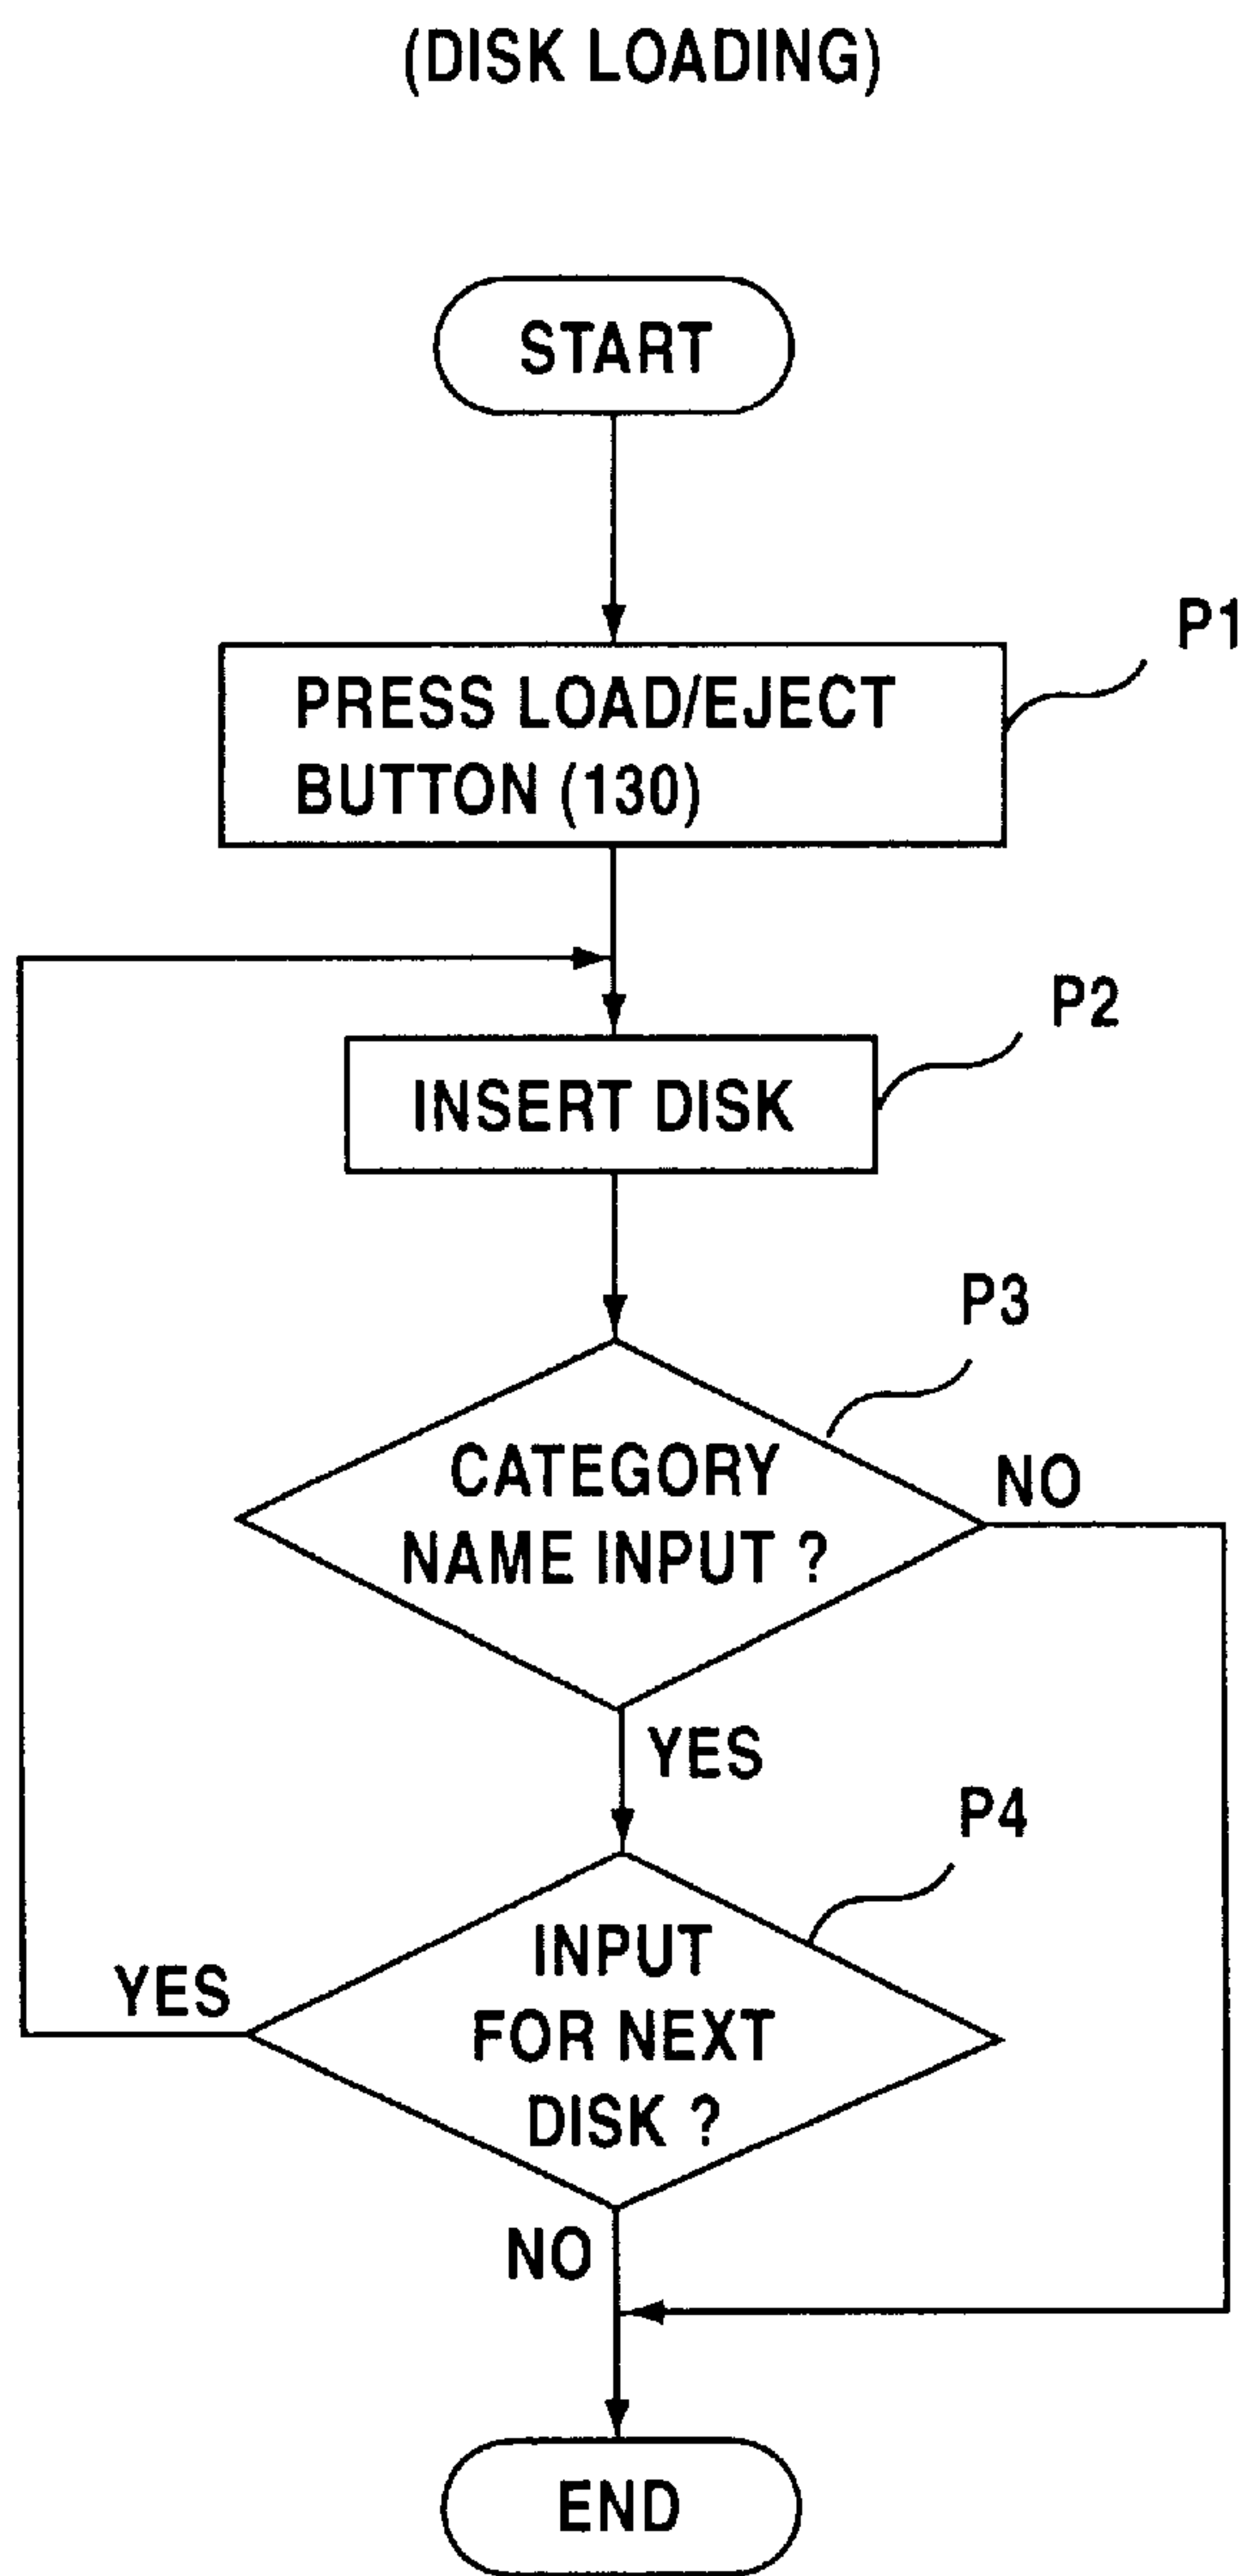 (DISK LOADING)
START
P1
PRESS LOAD/EJECT
BUTTON (130)
P2
INSERT DISK
P3
CATEGORY
NAME INPUT ?
NO
YES
P4
INPUT
FOR NEXT
DISK ?
YES
NO
END